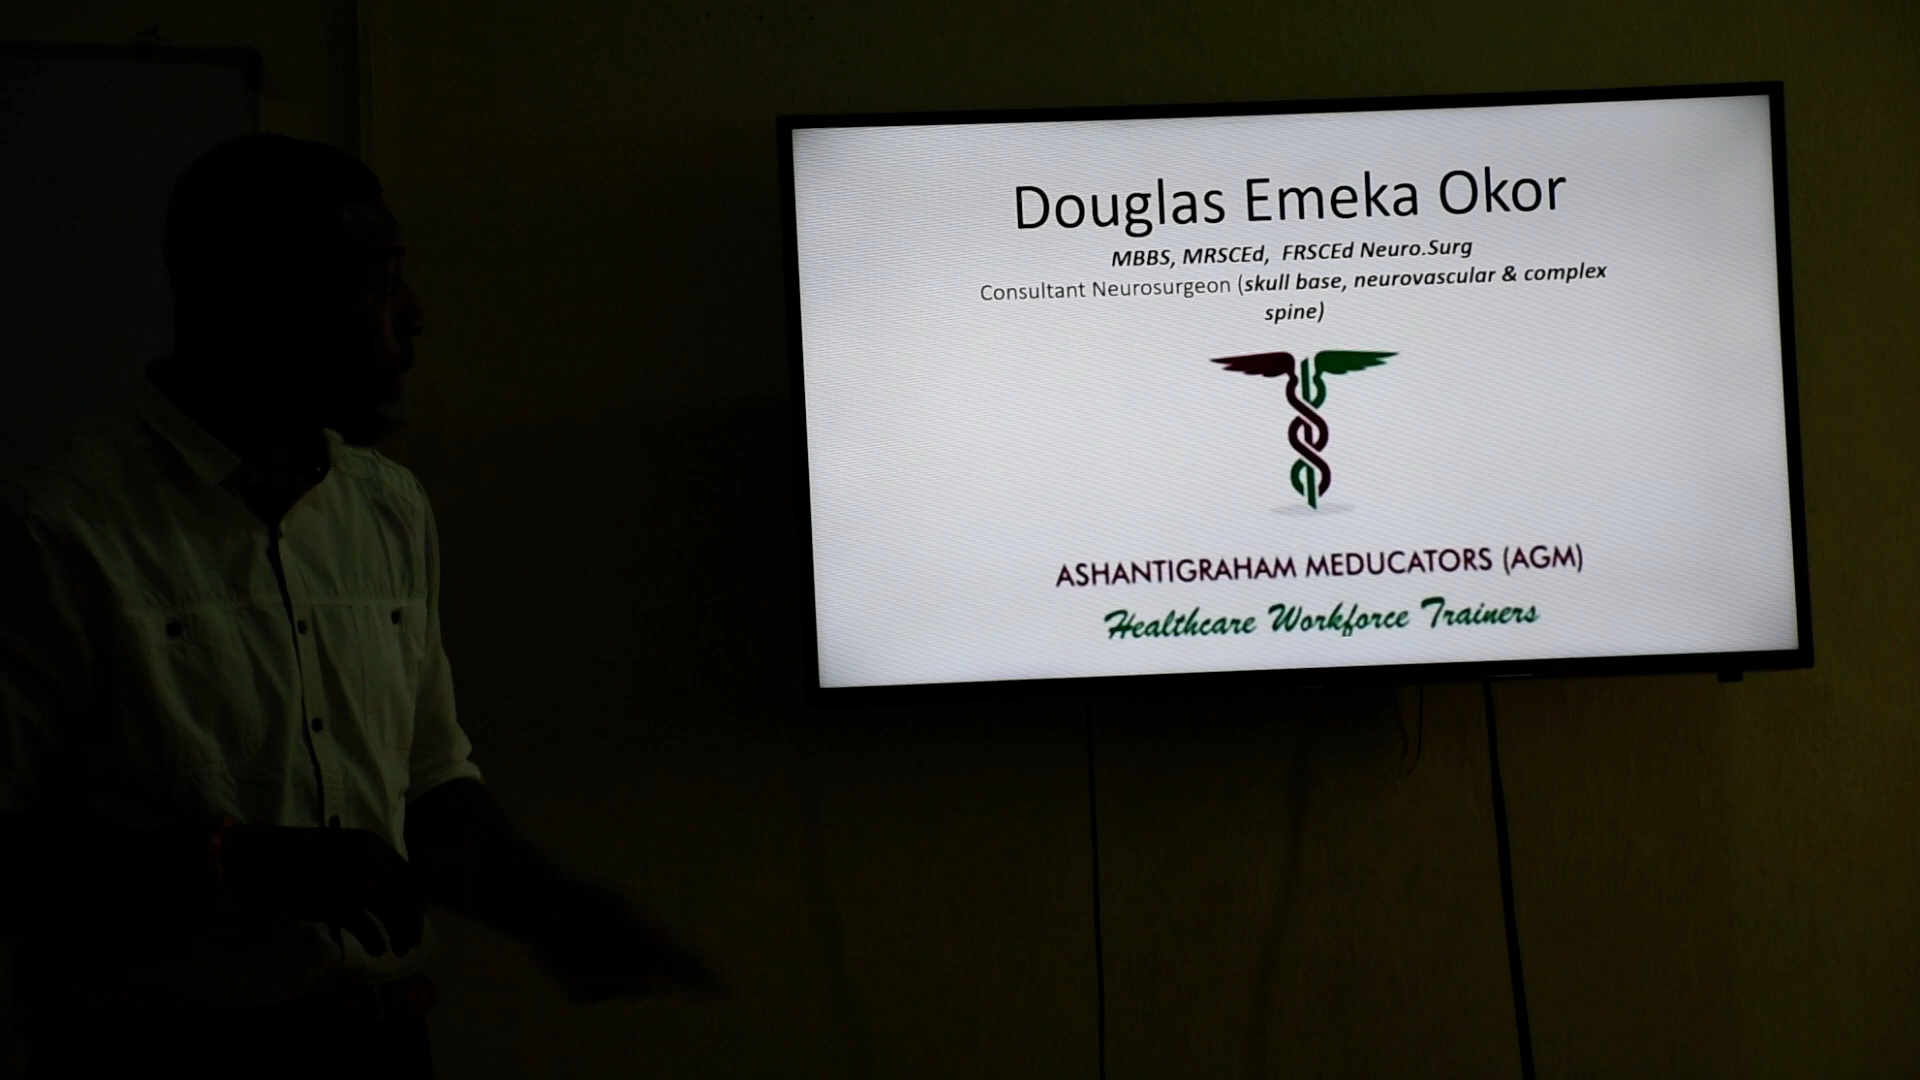 Douglas Emeka Okor
MBBS, MRSCEd, FRSCEd Neuro.Surg
Consultant Neurosurgeon (skull base, neurovascular & complex
spine)
ASHANTIGRAHAM MEDUCATORS (AGM)
Healthcare Workforce Trainers